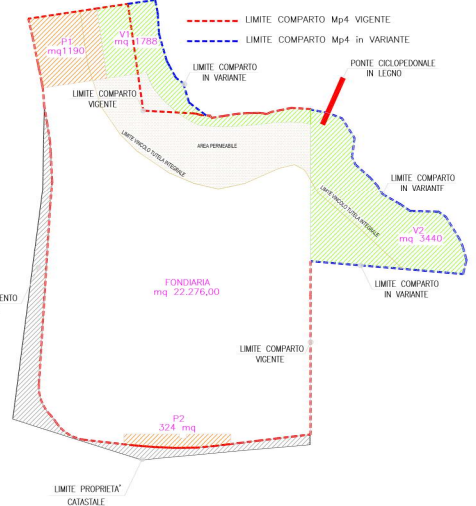 LIMITE COMPARTO Mp4 VIGENTE
LIMITE COMPARTO Mp4 in VARIANTE
P1
mq1190
V1
mq 1788
LIMITE COMPARTO
IN VARIANTE
PONTE CICLOPEDONALE
IN LEGNO
LIMITE COMPARTO
VIGENTE
LIMITE VINCOLO TUTELA INTEGRALE
AREA PERMEABILE
LIMITE COMPARTO
IN VARIANTE
LIMITE VINCOLO TUTELA INTEGRALE
V2
mq 3440
FONDIARIA
mq 22.276,00
LIMITE COMPARTO
IN VARIANTE
ENTO
LIMITE COMPARTO
VIGENTE
P2
324 mq
LIMITE PROPRIETA'
CATASTALE